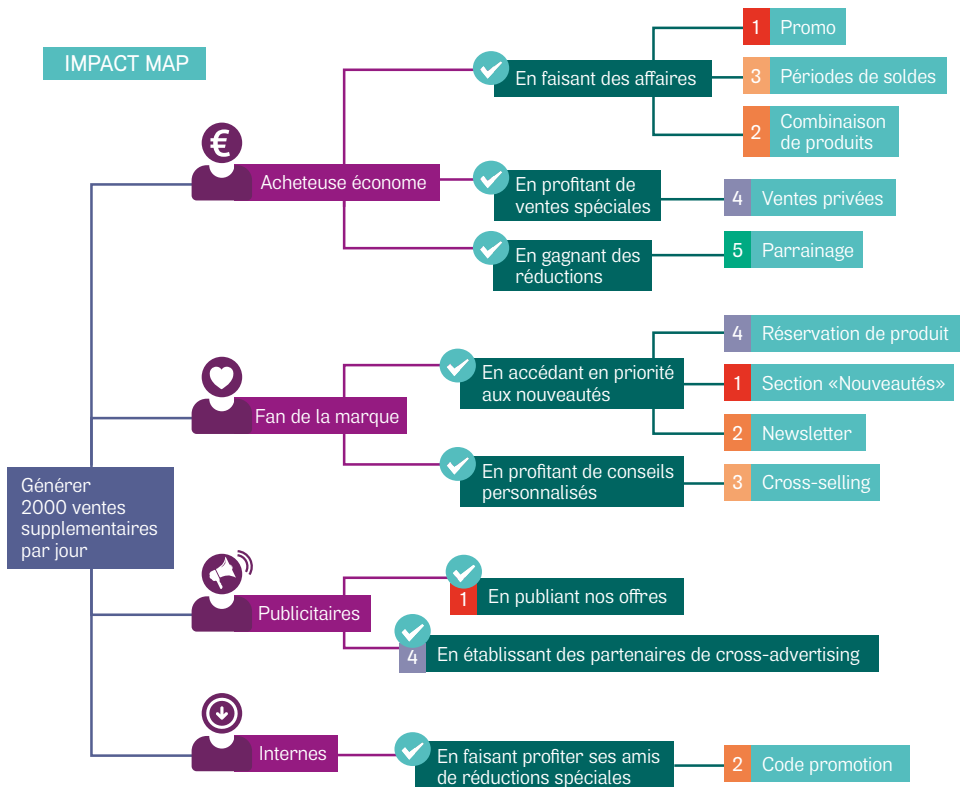 IMPACT MAP
Générer
2000 ventes
supplementaires
par jour
€
Acheteuse économe
En faisant des affaires
1 Promo
3 Périodes de soldes
2 Combinaison
de produits
En profitant de
ventes spéciales
4 Ventes privées
En gagnant des
réductions
5 Parrainage
Fan de la marque
En accédant en priorité
aux nouveautés
4 Réservation de produit
1 Section «Nouveautés»
2 Newsletter
En profitant de conseils
personnalisés
3 Cross-selling
Publicitaires
1 En publiant nos offres
4 En établissant des partenaires de cross-advertising
Internes
En faisant profiter ses amis
de réductions spéciales
2 Code promotion